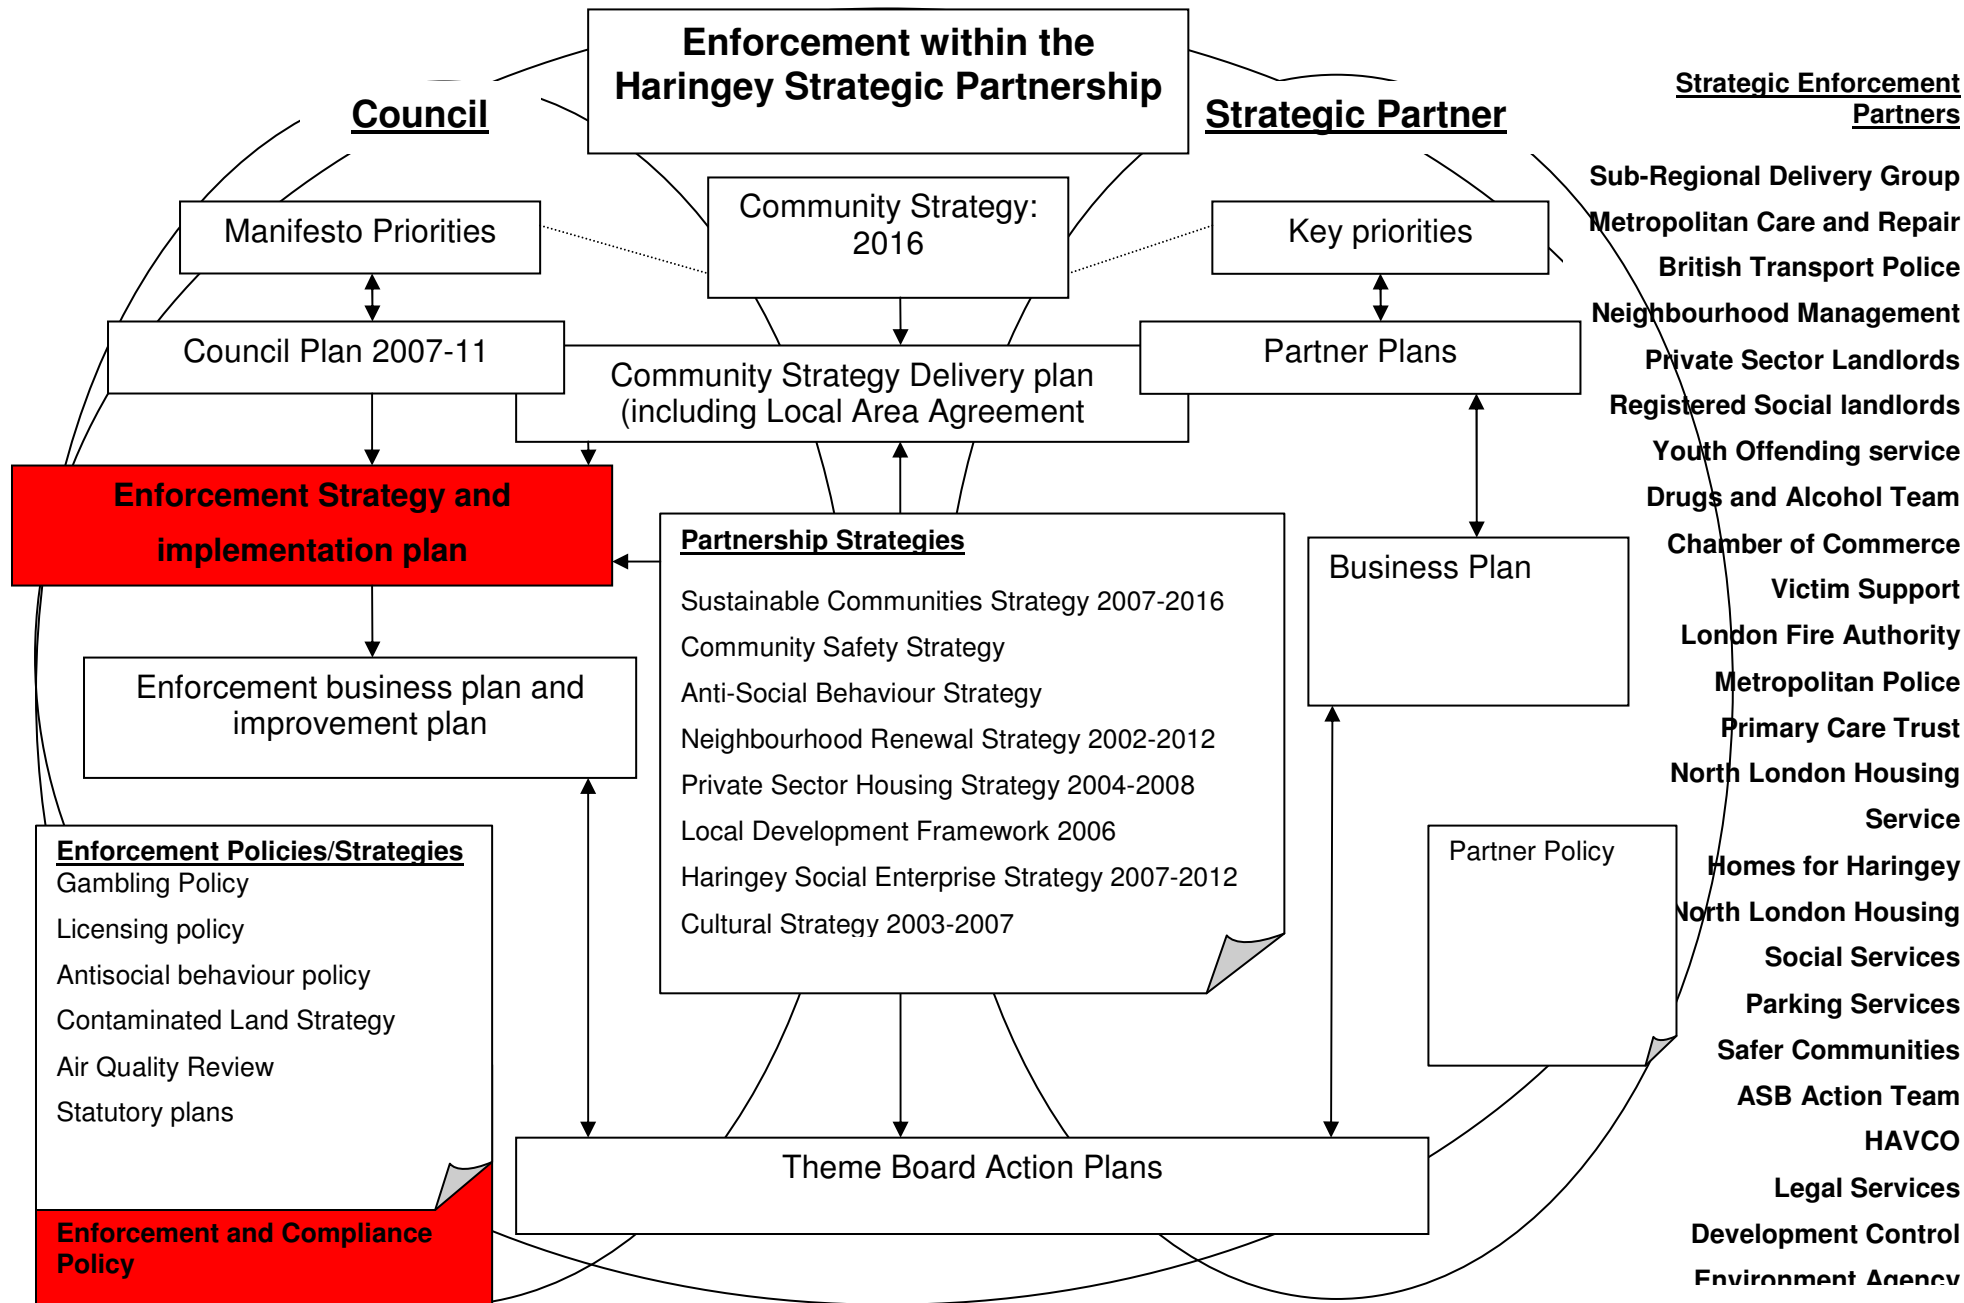 Enforcement within the
Haringey Strategic Partnership
Council
Strategic Partner
Manifesto Priorities
Community Strategy:
2016
Key priorities
Council Plan 2007-11
Community Strategy Delivery plan
(including Local Area Agreement
Partner Plans
Enforcement Strategy and
implementation plan
Partnership Strategies
Sustainable Communities Strategy 2007-2016
Community Safety Strategy
Anti-Social Behaviour Strategy
Neighbourhood Renewal Strategy 2002-2012
Private Sector Housing Strategy 2004-2008
Local Development Framework 2006
Haringey Social Enterprise Strategy 2007-2012
Cultural Strategy 2003-2007
Business Plan
Enforcement business plan and
improvement plan
Enforcement Policies/Strategies
Gambling Policy
Licensing policy
Antisocial behaviour policy
Contaminated Land Strategy
Air Quality Review
Statutory plans
Enforcement and Compliance
Policy
Partner Policy
Theme Board Action Plans
Strategic Enforcement
Partners
Sub-Regional Delivery Group
Metropolitan Care and Repair
British Transport Police
Neighbourhood Management
Private Sector Landlords
Registered Social landlords
Youth Offending service
Drugs and Alcohol Team
Chamber of Commerce
Victim Support
London Fire Authority
Metropolitan Police
Primary Care Trust
North London Housing
Service
Homes for Haringey
North London Housing
Social Services
Parking Services
Safer Communities
ASB Action Team
HAVCO
Legal Services
Development Control
Environment Agency